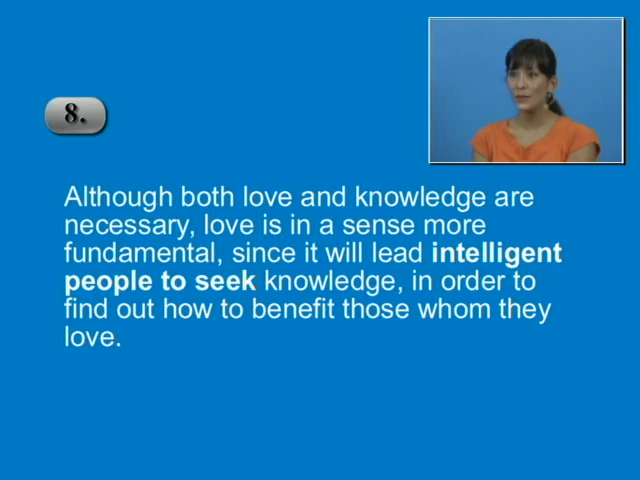 8.
Although both love and knowledge are
necessary, love is in a sense more
fundamental, since it will lead intelligent
people to seek knowledge, in order to
find out how to benefit those whom they
love.